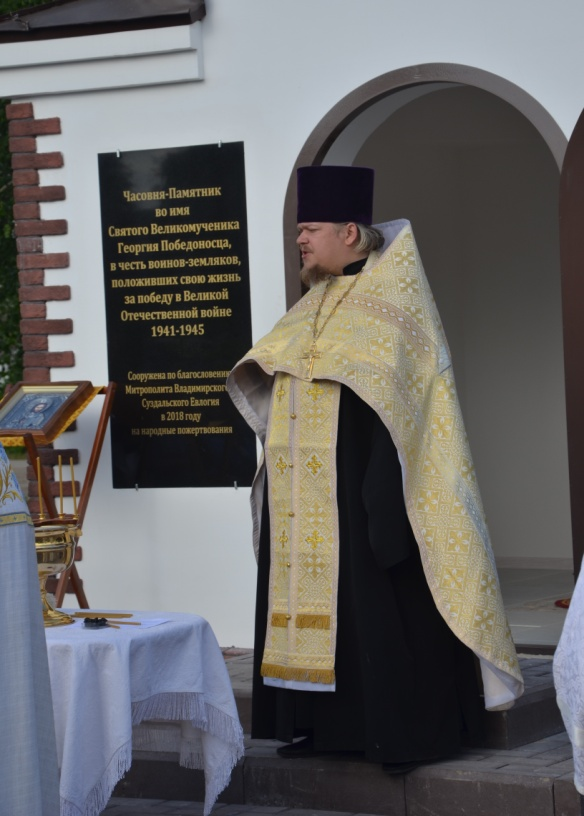 Часовня-Памятник
во имя
Святого Великомученика
Георгия Победоносца,
в честь воинов-земляков,
положивших свою жизнь
за победу в Великой
Отечественной войне
1941-1945
Сооружена по благословению
Митрополита Владимирского
Суздальского Евлогия
в 2018 году
на народные пожертвования